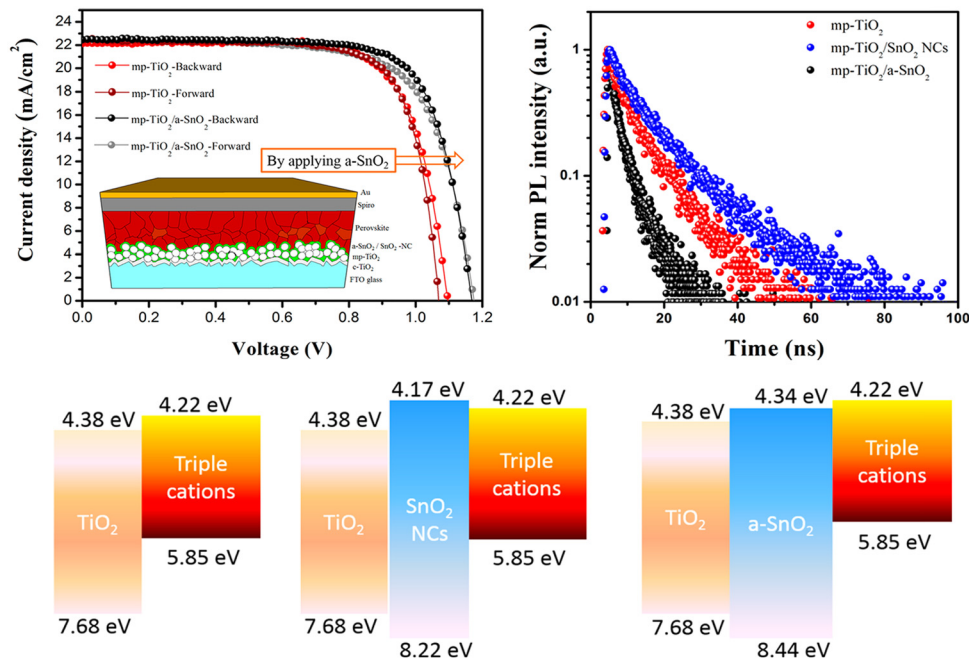 24
22
20
18
16
14
12
10
8
6
4
2
0
Current density (mA/cm²)
mp-TiO₂-Backward
mp-TiO₂-Forward
mp-TiO₂/a-SnO₂-Backward
mp-TiO₂/a-SnO₂-Forward
By applying a-SnO₂
Au
Spiro
Perovskite
a-SnO₂ / SnO₂ -NC
mp-TiO₂
c-TiO₂
FTO glass
0.0 0.2 0.4 0.6 0.8 1.0 1.2
Voltage (V)
mp-TiO₂
mp-TiO₂/SnO₂ NCs
mp-TiO₂/a-SnO₂
Norm PL intensity (a.u.)
1
0.1
0.01
0 20 40 60 80 100
Time (ns)
4.38 eV
4.22 eV
TiO₂
Triple
cations
5.85 eV
7.68 eV
4.38 eV
4.17 eV
4.22 eV
TiO₂
SnO₂
NCs
Triple
cations
5.85 eV
7.68 eV
8.22 eV
4.38 eV
4.34 eV
4.22 eV
TiO₂
a-SnO₂
Triple
cations
5.85 eV
7.68 eV
8.44 eV